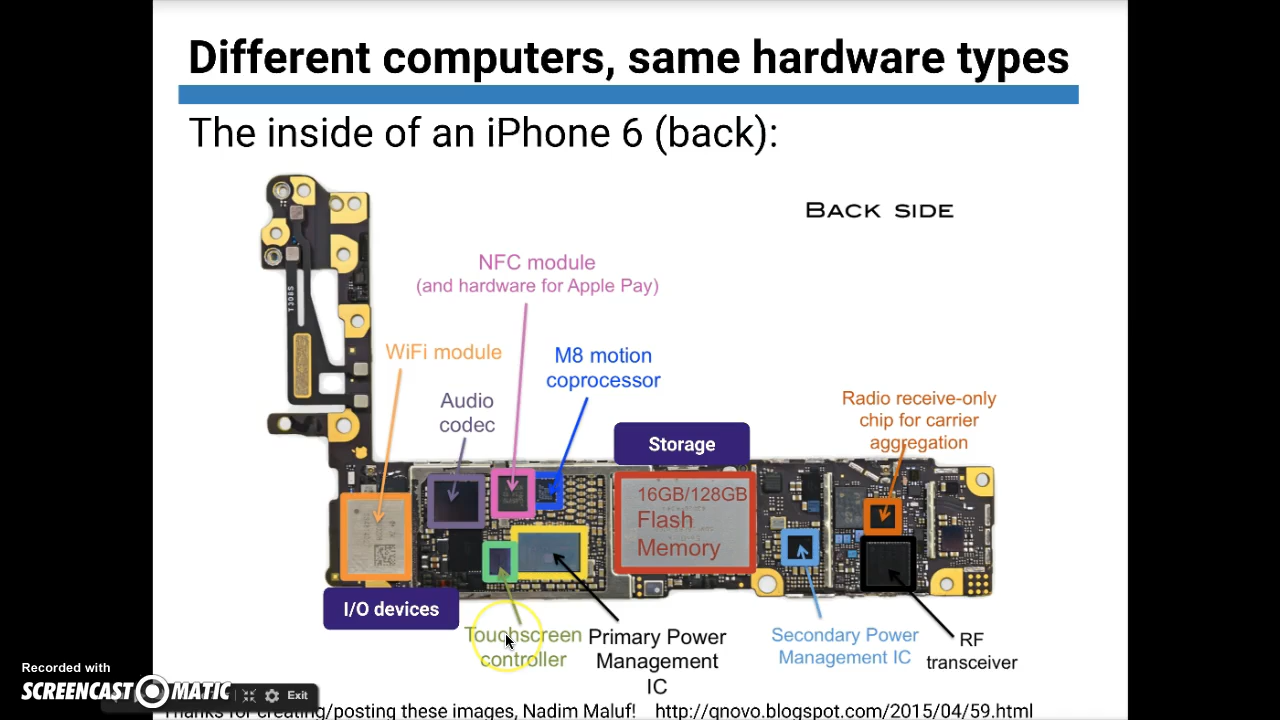 Different computers, same hardware types
The inside of an iPhone 6 (back):
BACK SIDE
NFC module
(and hardware for Apple Pay)
WiFi module
M8 motion
coprocessor
Audio
codec
Radio receive-only
chip for carrier
aggregation
Storage
T308S
16GB/128GB
Flash
Memory
I/O devices
Touchscreen
controller
Primary Power
Management
IC
Secondary Power
Management IC
RF
transceiver
Recorded with
SCREENCAST MATIC
Exit
Thanks for creating/posting these images, Nadim Maluf! http://qnovo.blogspot.com/2015/04/59.html